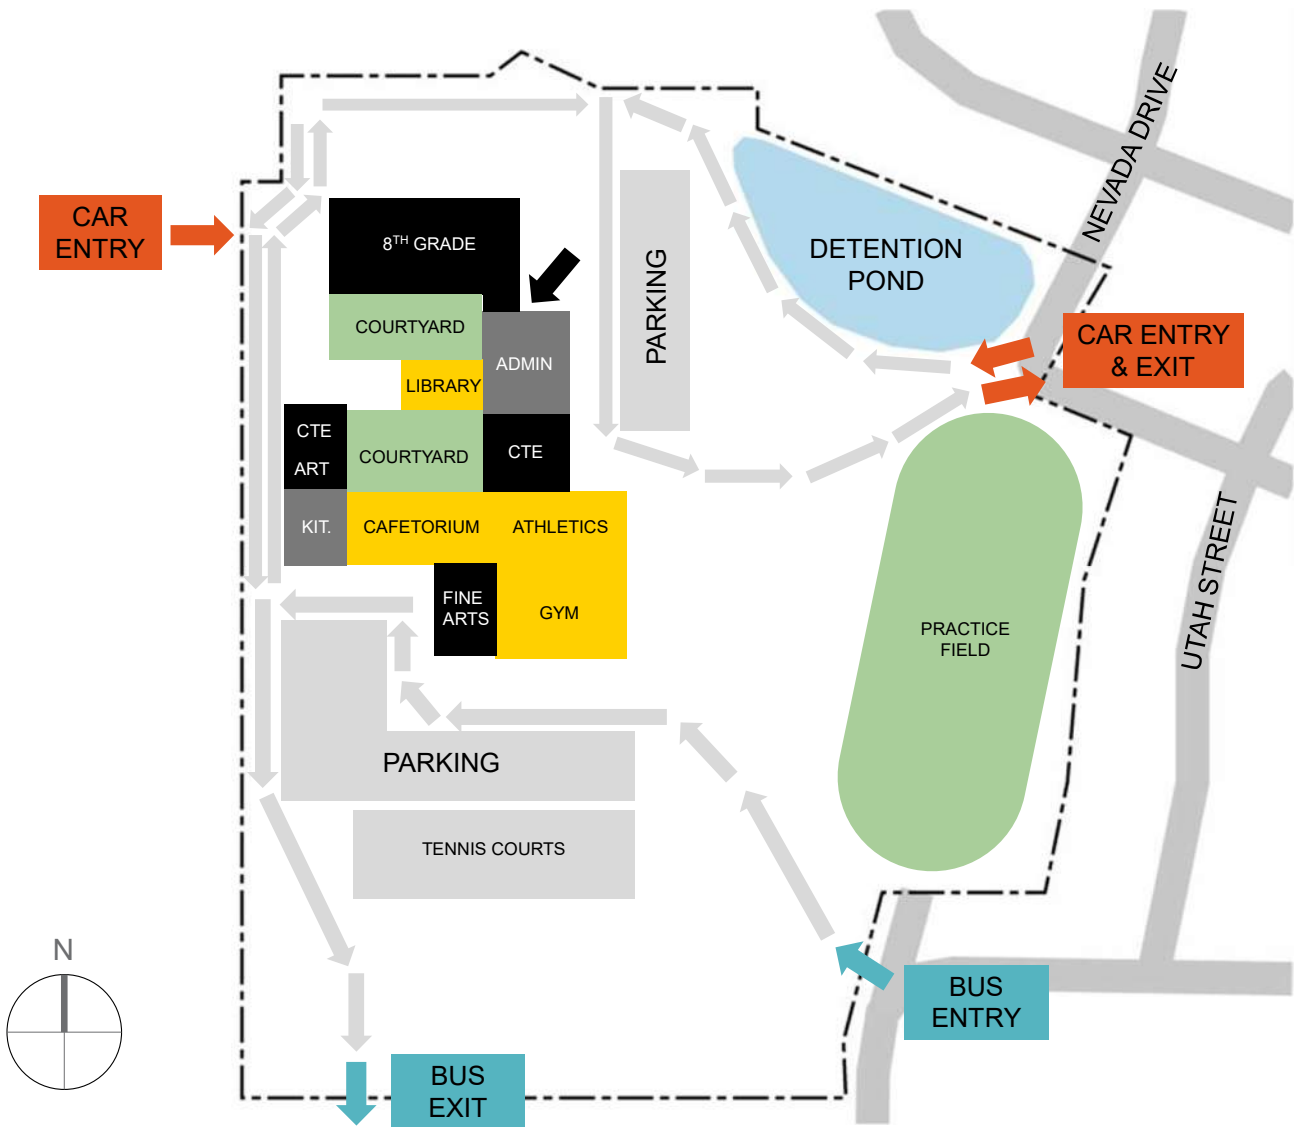 NEVADA DRIVE
CAR
ENTRY
8TH GRADE
DETENTION
POND
PARKING
COURTYARD
CAR ENTRY
& EXIT
ADMIN
LIBRARY
CTE
ART
COURTYARD
CTE
KIT.
CAFETORIUM
ATHLETICS
UTAH STREET
FINE
ARTS
GYM
PRACTICE
FIELD
PARKING
TENNIS COURTS
N
BUS
ENTRY
BUS
EXIT